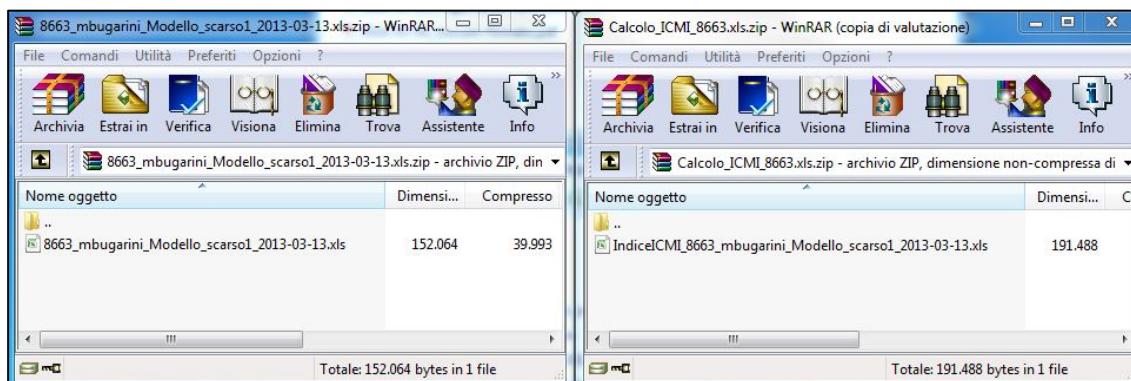 8663_mbugarini_Modello_scarso1_2013-03-13.xls.zip - WinRAR...
File Comandi Utilità Preferiti Opzioni ?
Archivia Estrai in Verifica Visiona Elimina Trova Assistente Info
8663_mbugarini_Modello_scarso1_2013-03-13.xls.zip - archivio ZIP, din
Nome oggetto Dimensi... Compresso
..
8663_mbugarini_Modello_scarso1_2013-03-13.xls 152.064 39.993
Totale: 152.064 bytes in 1 file
Calcolo_ICMI_8663.xls.zip - WinRAR (copia di valutazione)
File Comandi Utilità Preferiti Opzioni ?
Archivia Estrai in Verifica Visiona Elimina Trova Assistente Info
Calcolo_ICMI_8663.xls.zip - archivio ZIP, dimensione non-compressa di
Nome oggetto Dimensi... C
..
IndiceICMI_8663_mbugarini_Modello_scarso1_2013-03-13.xls 191.488
Totale: 191.488 bytes in 1 file